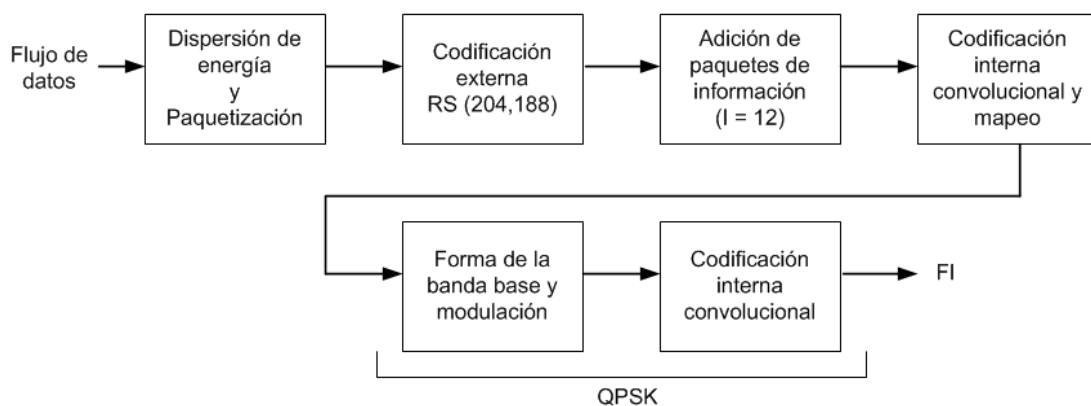 Flujo de
datos
Dispersión de
energía
y
Paquetización
Codificación
externa
RS (204,188)
Adición de
paquetes de
información
(I = 12)
Codificación
interna
convolucional y
mapeo
Forma de la
banda base y
modulación
Codificación
interna
convolucional
FI
QPSK